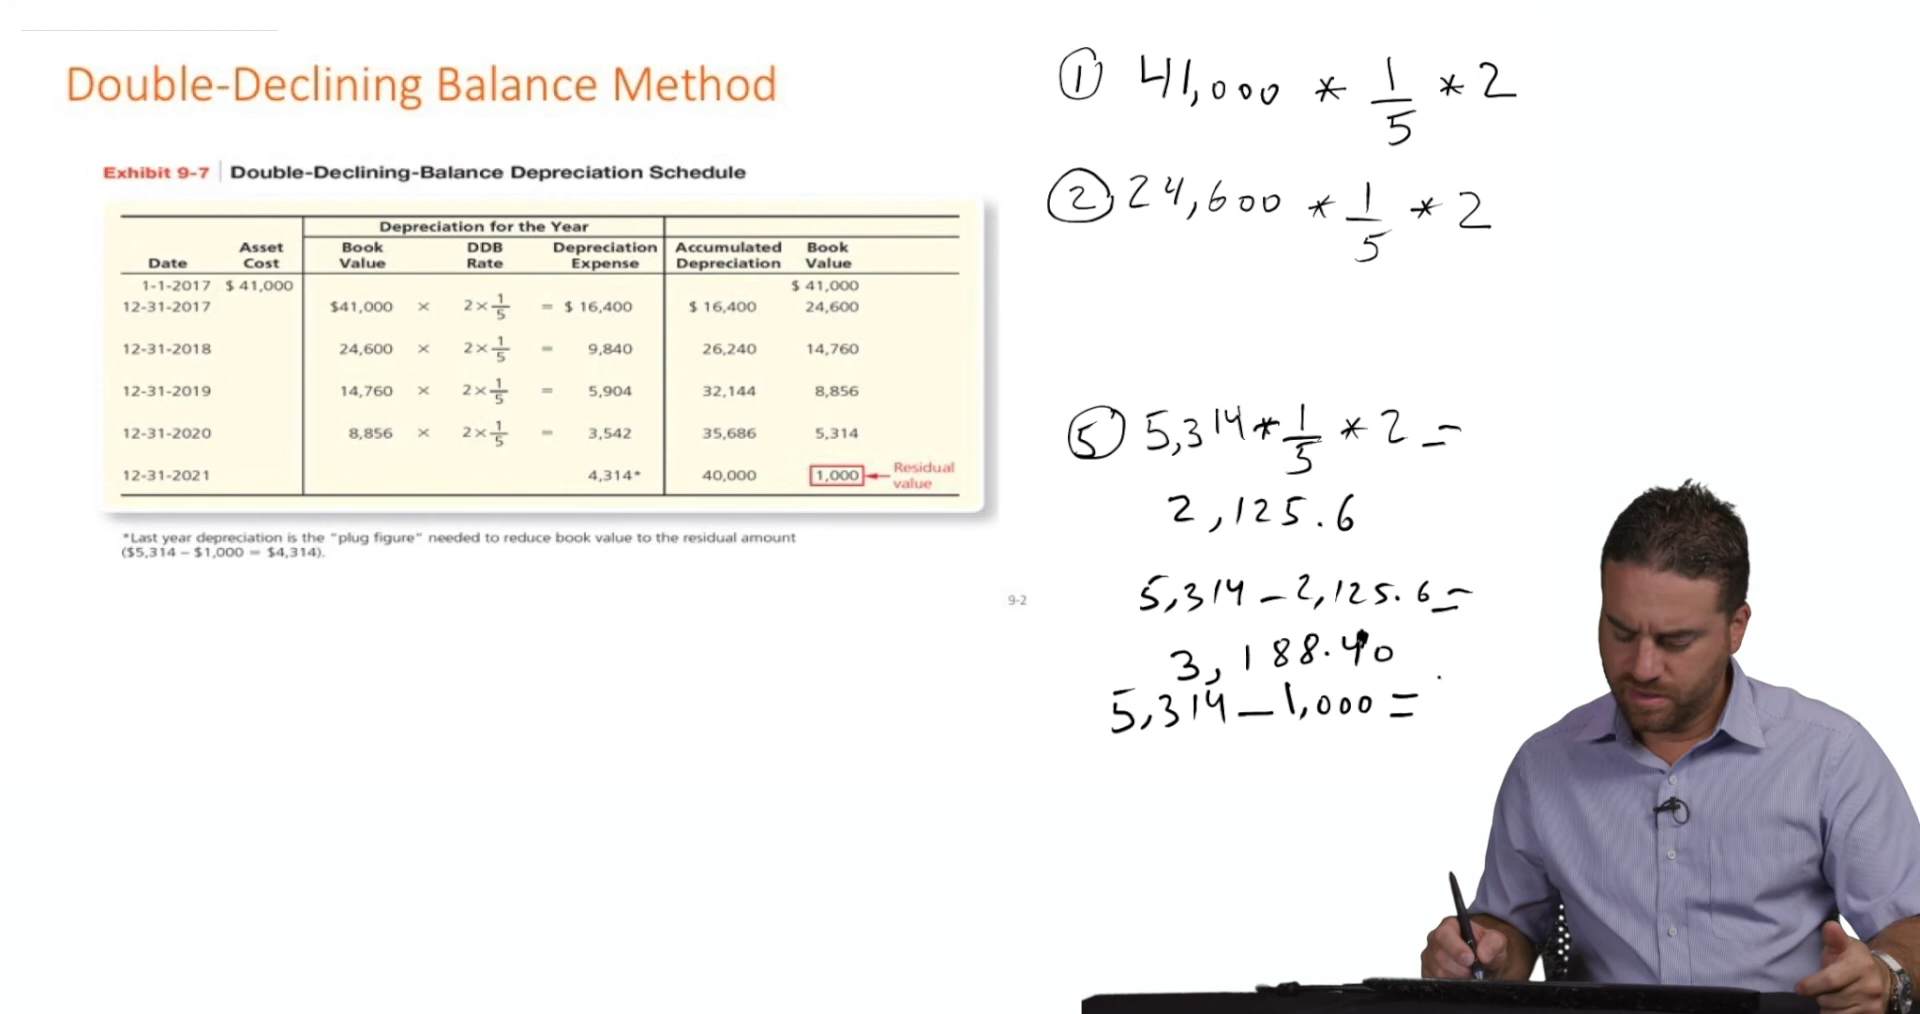 Double-Declining Balance Method
Exhibit 9-7 | Double-Declining-Balance Depreciation Schedule
Depreciation for the Year
Date Asset Cost Book Value DDB Rate Depreciation Expense Accumulated Depreciation Book Value
1-1-2017 $ 41,000 $ 41,000
12-31-2017 $41,000 × 2 × 1/5 = $ 16,400 $ 16,400 24,600
12-31-2018 24,600 × 2 × 1/5 = 9,840 26,240 14,760
12-31-2019 14,760 × 2 × 1/5 = 5,904 32,144 8,856
12-31-2020 8,856 × 2 × 1/5 = 3,542 35,686 5,314
12-31-2021 4,314* 40,000 1,000 Residual value
*Last year depreciation is the "plug figure" needed to reduce book value to the residual amount
($5,314 – $1,000 = $4,314).
9-2
① 41,000 * 1/5 * 2
② 24,600 * 1/5 * 2
⑤ 5,314 * 1/5 * 2 =
2,125.6
5,314 – 2,125.6 =
3,188.40
5,314 – 1,000 =